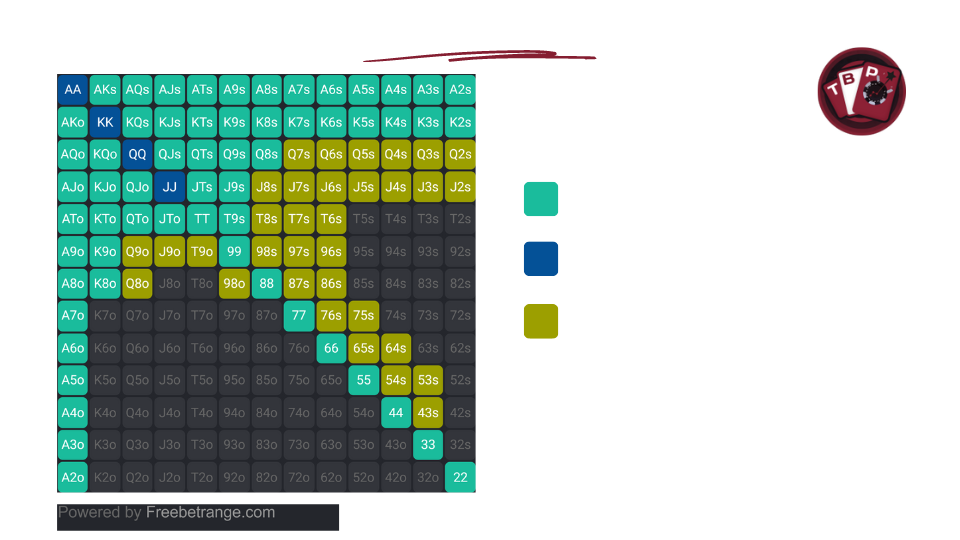 T B P
AA AKs AQs AJs ATs A9s A8s A7s A6s A5s A4s A3s A2s
AKo KK KQs KJs KTs K9s K8s K7s K6s K5s K4s K3s K2s
AQo KQo QQ QJs QTs Q9s Q8s Q7s Q6s Q5s Q4s Q3s Q2s
AJo KJo QJo JJ JTs J9s J8s J7s J6s J5s J4s J3s J2s
ATo KTo QTo JTo TT T9s T8s T7s T6s T5s T4s T3s T2s
A9o K9o Q9o J9o T9o 99 98s 97s 96s 95s 94s 93s 92s
A8o K8o Q8o J8o T8o 98o 88 87s 86s 85s 84s 83s 82s
A7o K7o Q7o J7o T7o 97o 87o 77 76s 75s 74s 73s 72s
A6o K6o Q6o J6o T6o 96o 86o 76o 66 65s 64s 63s 62s
A5o K5o Q5o J5o T5o 95o 85o 75o 65o 55 54s 53s 52s
A4o K4o Q4o J4o T4o 94o 84o 74o 64o 54o 44 43s 42s
A3o K3o Q3o J3o T3o 93o 83o 73o 63o 53o 43o 33 32s
A2o K2o Q2o J2o T2o 92o 82o 72o 62o 52o 42o 32o 22
Powered by Freebetrange.com